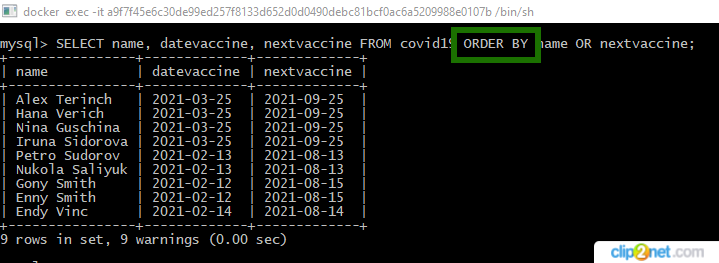 docker exec -it a9f7f45e6c30de99ed257f8133d652d0d0490debc81bcf0ac6a5209988e0107b /bin/sh
mysql> SELECT name, datevaccine, nextvaccine FROM covid19 ORDER BY name OR nextvaccine;
+----------------+-------------+-------------+
| name | datevaccine | nextvaccine |
+----------------+-------------+-------------+
| Alex Terinch | 2021-03-25 | 2021-09-25 |
| Hana Verich | 2021-03-25 | 2021-09-25 |
| Nina Guschina | 2021-03-25 | 2021-09-25 |
| Iruna Sidorova | 2021-03-25 | 2021-09-25 |
| Petro Sudorov | 2021-02-13 | 2021-08-13 |
| Nukola Saliyuk | 2021-02-13 | 2021-08-13 |
| Gony Smith | 2021-02-12 | 2021-08-15 |
| Enny Smith | 2021-02-12 | 2021-08-15 |
| Endy Vinc | 2021-02-14 | 2021-08-14 |
+----------------+-------------+-------------+
9 rows in set, 9 warnings (0.00 sec)
clip2net.com